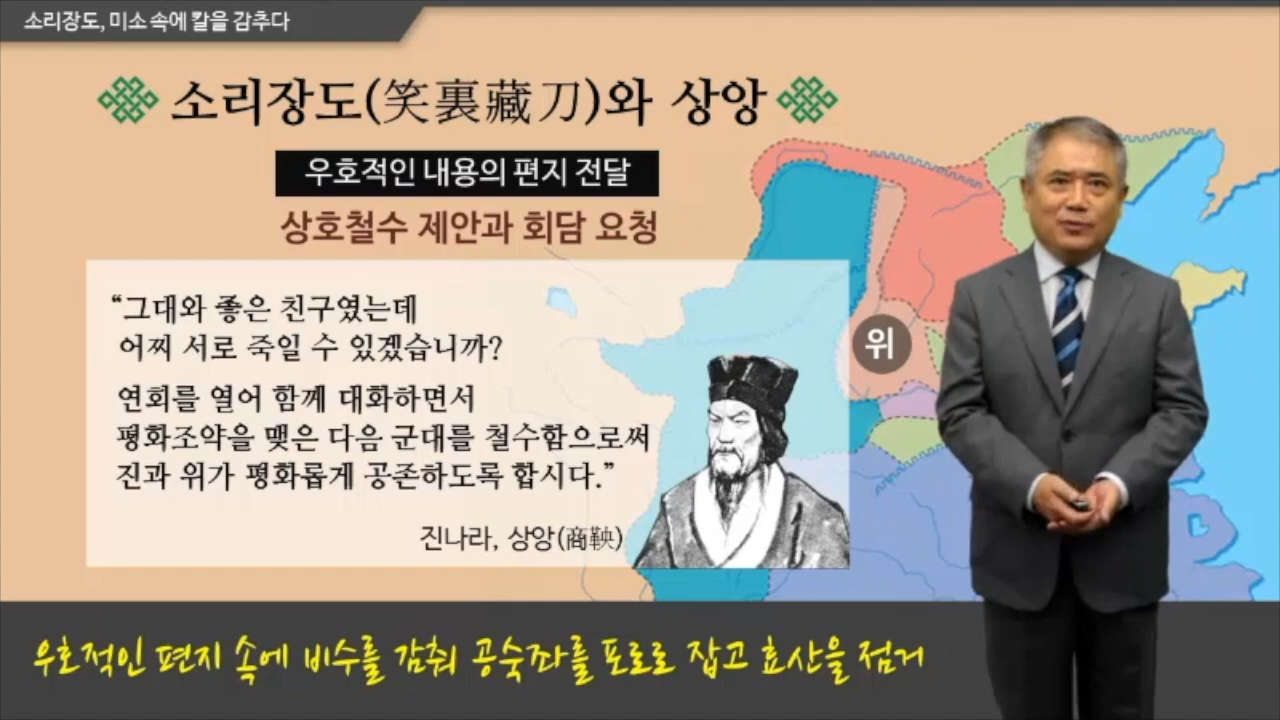 소리장도, 미소 속에 칼을 감추다
소리장도(笑裏藏刀)와 상앙
우호적인 내용의 편지 전달
상호철수 제안과 회담 요청
“그대와 좋은 친구였는데
어찌 서로 죽일 수 있겠습니까?
연회를 열어 함께 대화하면서
평화조약을 맺은 다음 군대를 철수함으로써
진과 위가 평화롭게 공존하도록 합시다.”
진나라, 상앙(商鞅)
위
우호적인 편지 속에 비수를 감춰 공숙좌를 포로로 잡고 효산을 점거